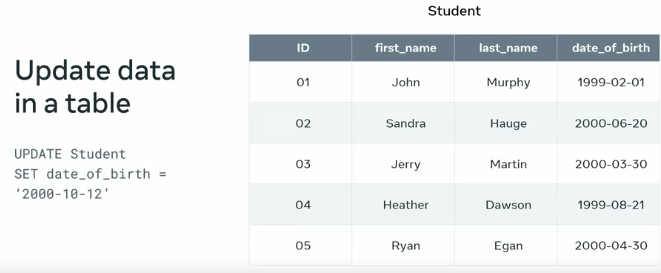 Update data
in a table
UPDATE Student
SET date_of_birth =
‘2000-10-12’
Student
ID first_name last_name date_of_birth
01 John Murphy 1999-02-01
02 Sandra Hauge 2000-06-20
03 Jerry Martin 2000-03-30
04 Heather Dawson 1999-08-21
05 Ryan Egan 2000-04-30